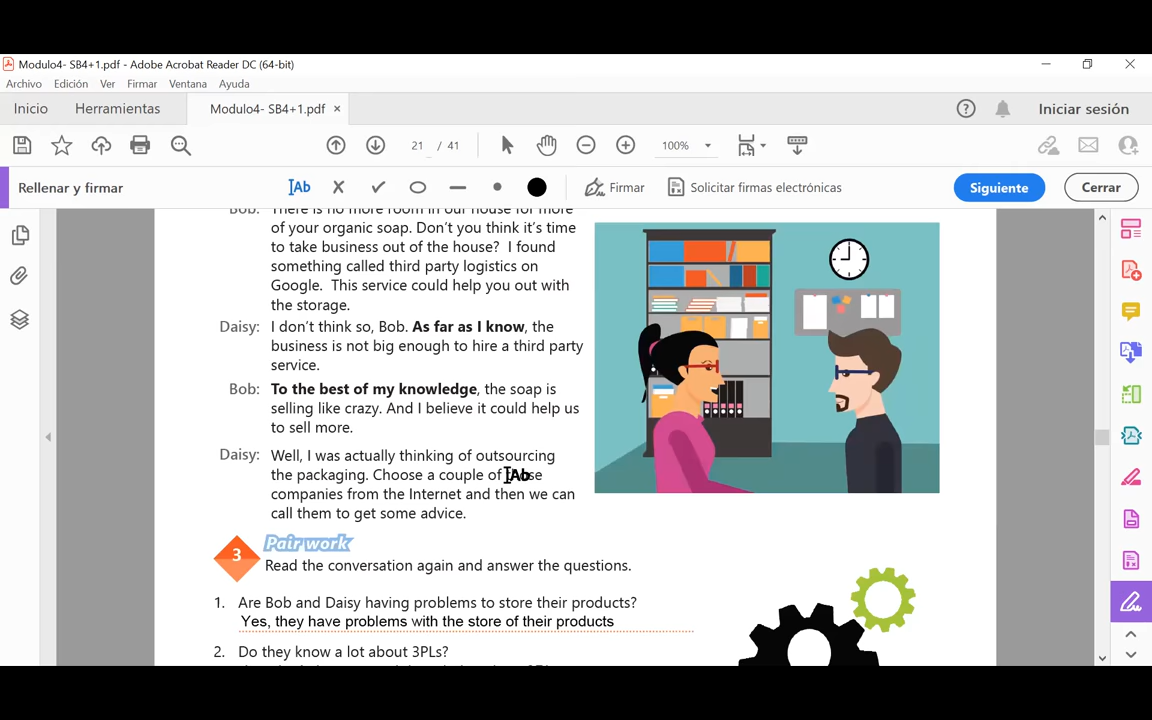 Modulo4- SB4+1.pdf - Adobe Acrobat Reader DC (64-bit)
Archivo Edición Ver Firmar Ventana Ayuda
Inicio Herramientas Modulo4- SB4+1.pdf × Iniciar sesión
21 / 41 100%
Rellenar y firmar Ab Firmar Solicitar firmas electrónicas Siguiente Cerrar
Bob: There is no more room in our house for more
of your organic soap. Don't you think it's time
to take business out of the house? I found
something called third party logistics on
Google. This service could help you out with
the storage.
Daisy: I don't think so, Bob. As far as I know, the
business is not big enough to hire a third party
service.
Bob: To the best of my knowledge, the soap is
selling like crazy. And I believe it could help us
to sell more.
Daisy: Well, I was actually thinking of outsourcing
the packaging. Choose a couple of Ab
companies from the Internet and then we can
call them to get some advice.
3 Pair work
Read the conversation again and answer the questions.
1. Are Bob and Daisy having problems to store their products?
Yes, they have problems with the store of their products
2. Do they know a lot about 3PLs?